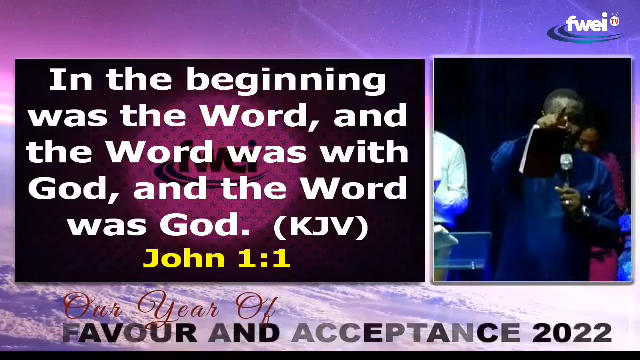 fwei TV
In the beginning
was the Word, and
the Word was with
God, and the Word
was God. (KJV)
John 1:1
Our Year Of
FAVOUR AND ACCEPTANCE 2022